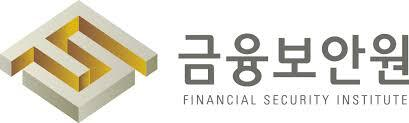 금융보안원
FINANCIAL SECURITY INSTITUTE